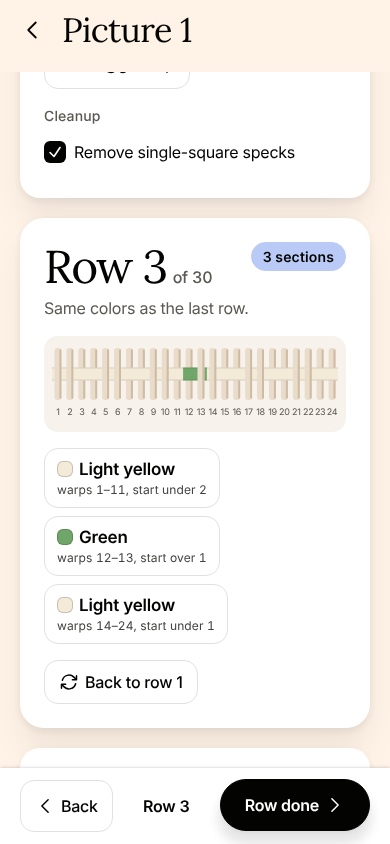 Picture 1
Cleanup
Remove single-square specks
Row 3 of 30
3 sections
Same colors as the last row.
1 2 3 4 5 6 7 8 9 10 11 12 13 14 15 16 17 18 19 20 21 22 23 24
Light yellow
warps 1–11, start under 2
Green
warps 12–13, start over 1
Light yellow
warps 14–24, start under 1
Back to row 1
Back
Row 3
Row done